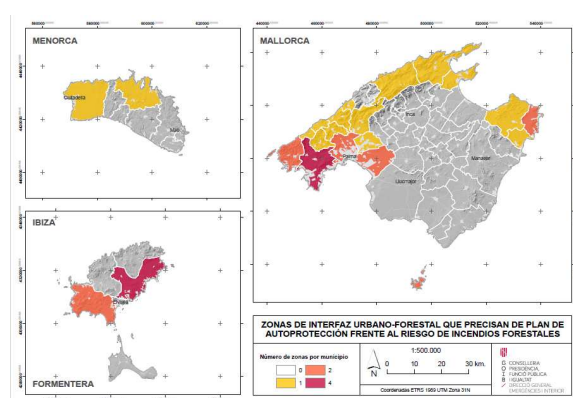 MENORCA
Ciutadella
Maó
IBIZA
Eivissa
FORMENTERA
MALLORCA
Inca
Palma
Manacor
Llucmajor
ZONAS DE INTERFAZ URBANO-FORESTAL QUE PRECISAN DE PLAN DE
AUTOPROTECCIÓN FRENTE AL RIESGO DE INCENDIOS FORESTALES
Número de zonas por municipio
0
2
1
4
N
1:500.000
0 10 20 30 km.
Coordenadas ETRS 1989 UTM Zona 31N
G CONSELLERIA
O PRESIDÈNCIA,
I FUNCIÓ PÚBLICA
B I IGUALTAT
DIRECCIÓ GENERAL
EMERGÈNCIES I INTERIOR